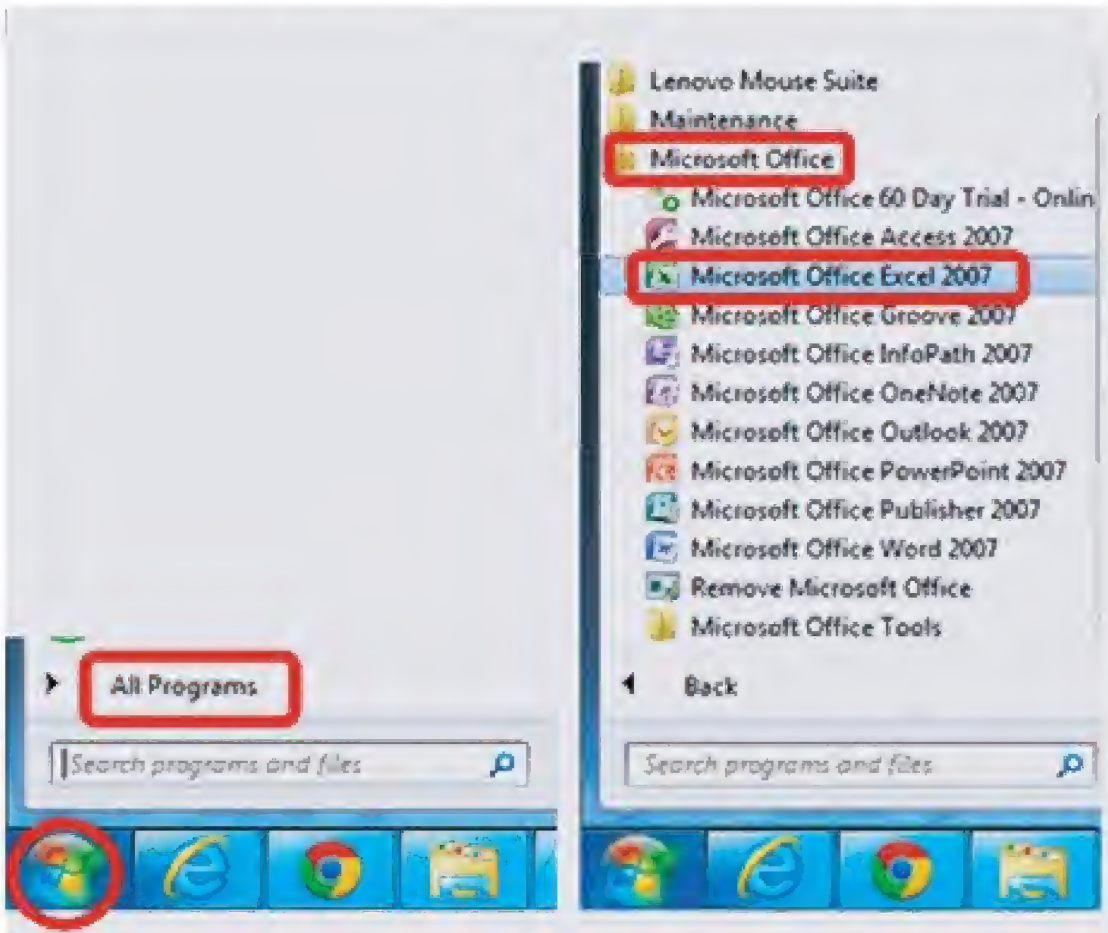 All Programs
Search programs and files
Lenovo Mouse Suite
Maintenance
Microsoft Office
Microsoft Office 60 Day Trial - Onlin
Microsoft Office Access 2007
Microsoft Office Excel 2007
Microsoft Office Groove 2007
Microsoft Office InfoPath 2007
Microsoft Office OneNote 2007
Microsoft Office Outlook 2007
Microsoft Office PowerPoint 2007
Microsoft Office Publisher 2007
Microsoft Office Word 2007
Remove Microsoft Office
Microsoft Office Tools
Back
Search programs and files